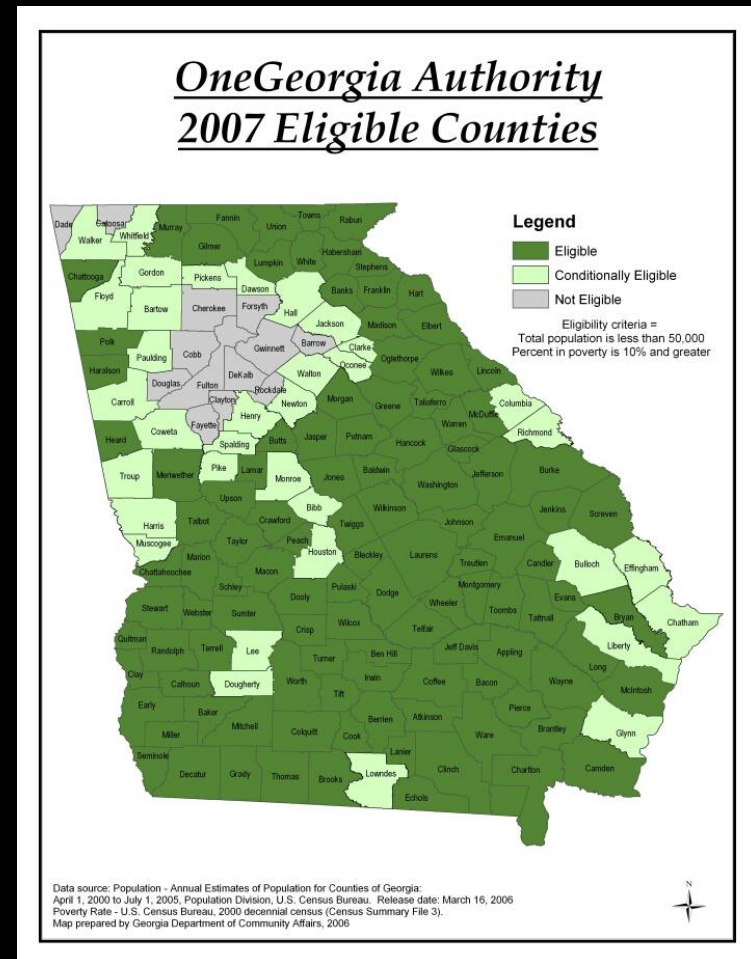 OneGeorgia Authority
2007 Eligible Counties
Legend
Eligible
Conditionally Eligible
Not Eligible
Eligibility criteria =
Total population is less than 50,000
Percent in poverty is 10% and greater
Dade
Catoosa
Walker
Whitfield
Murray
Fannin
Union
Towns
Rabun
Gilmer
Lumpkin
White
Habersham
Stephens
Chattooga
Gordon
Pickens
Dawson
Banks
Franklin
Hart
Floyd
Bartow
Cherokee
Forsyth
Hall
Jackson
Madison
Elbert
Polk
Paulding
Cobb
Gwinnett
Barrow
Clarke
Oconee
Oglethorpe
Wilkes
Lincoln
Haralson
Douglas
Fulton
DeKalb
Rockdale
Walton
Morgan
Greene
Taliaferro
McDuffie
Columbia
Carroll
Clayton
Fayette
Henry
Newton
Warren
Richmond
Heard
Coweta
Spalding
Butts
Jasper
Putnam
Hancock
Glascock
Troup
Meriwether
Pike
Lamar
Monroe
Jones
Baldwin
Washington
Jefferson
Burke
Upson
Bibb
Wilkinson
Johnson
Jenkins
Screven
Harris
Talbot
Crawford
Twiggs
Emanuel
Muscogee
Taylor
Peach
Houston
Bleckley
Laurens
Treutlen
Candler
Bulloch
Effingham
Chattahoochee
Marion
Macon
Schley
Dooly
Pulaski
Dodge
Montgomery
Wheeler
Toombs
Tattnall
Evans
Bryan
Chatham
Stewart
Webster
Sumter
Crisp
Wilcox
Telfair
Liberty
Quitman
Randolph
Terrell
Lee
Turner
Ben Hill
Jeff Davis
Appling
Long
Clay
Calhoun
Dougherty
Worth
Tift
Irwin
Coffee
Bacon
Wayne
McIntosh
Early
Baker
Mitchell
Colquitt
Cook
Berrien
Atkinson
Pierce
Brantley
Glynn
Miller
Ware
Seminole
Decatur
Grady
Thomas
Brooks
Lowndes
Lanier
Echols
Clinch
Charlton
Camden
Data source: Population - Annual Estimates of Population for Counties of Georgia:
April 1, 2000 to July 1, 2005, Population Division, U.S. Census Bureau. Release date: March 16, 2006
Poverty Rate - U.S. Census Bureau, 2000 decennial census (Census Summary File 3).
Map prepared by Georgia Department of Community Affairs, 2006
N